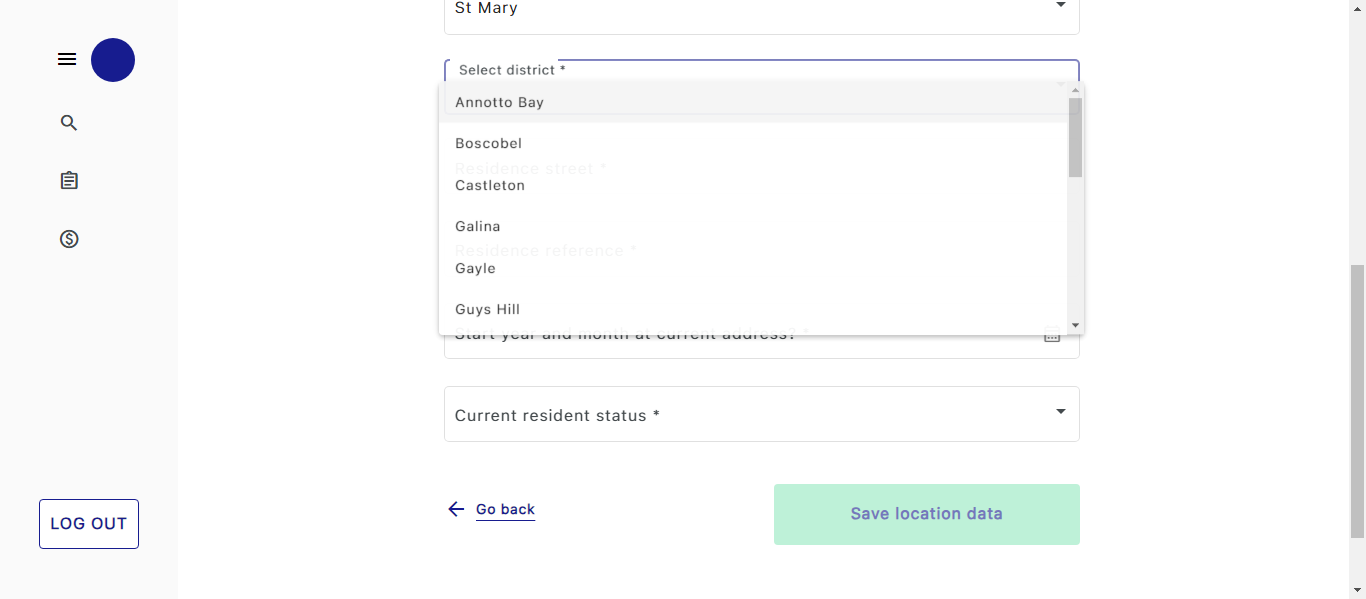 St Mary
Select district *
Annotto Bay
Boscobel
Residence street *
Castleton
Galina
Residence reference *
Gayle
Guys Hill
Start year and month at current address? *
Current resident status *
Go back
Save location data
LOG OUT